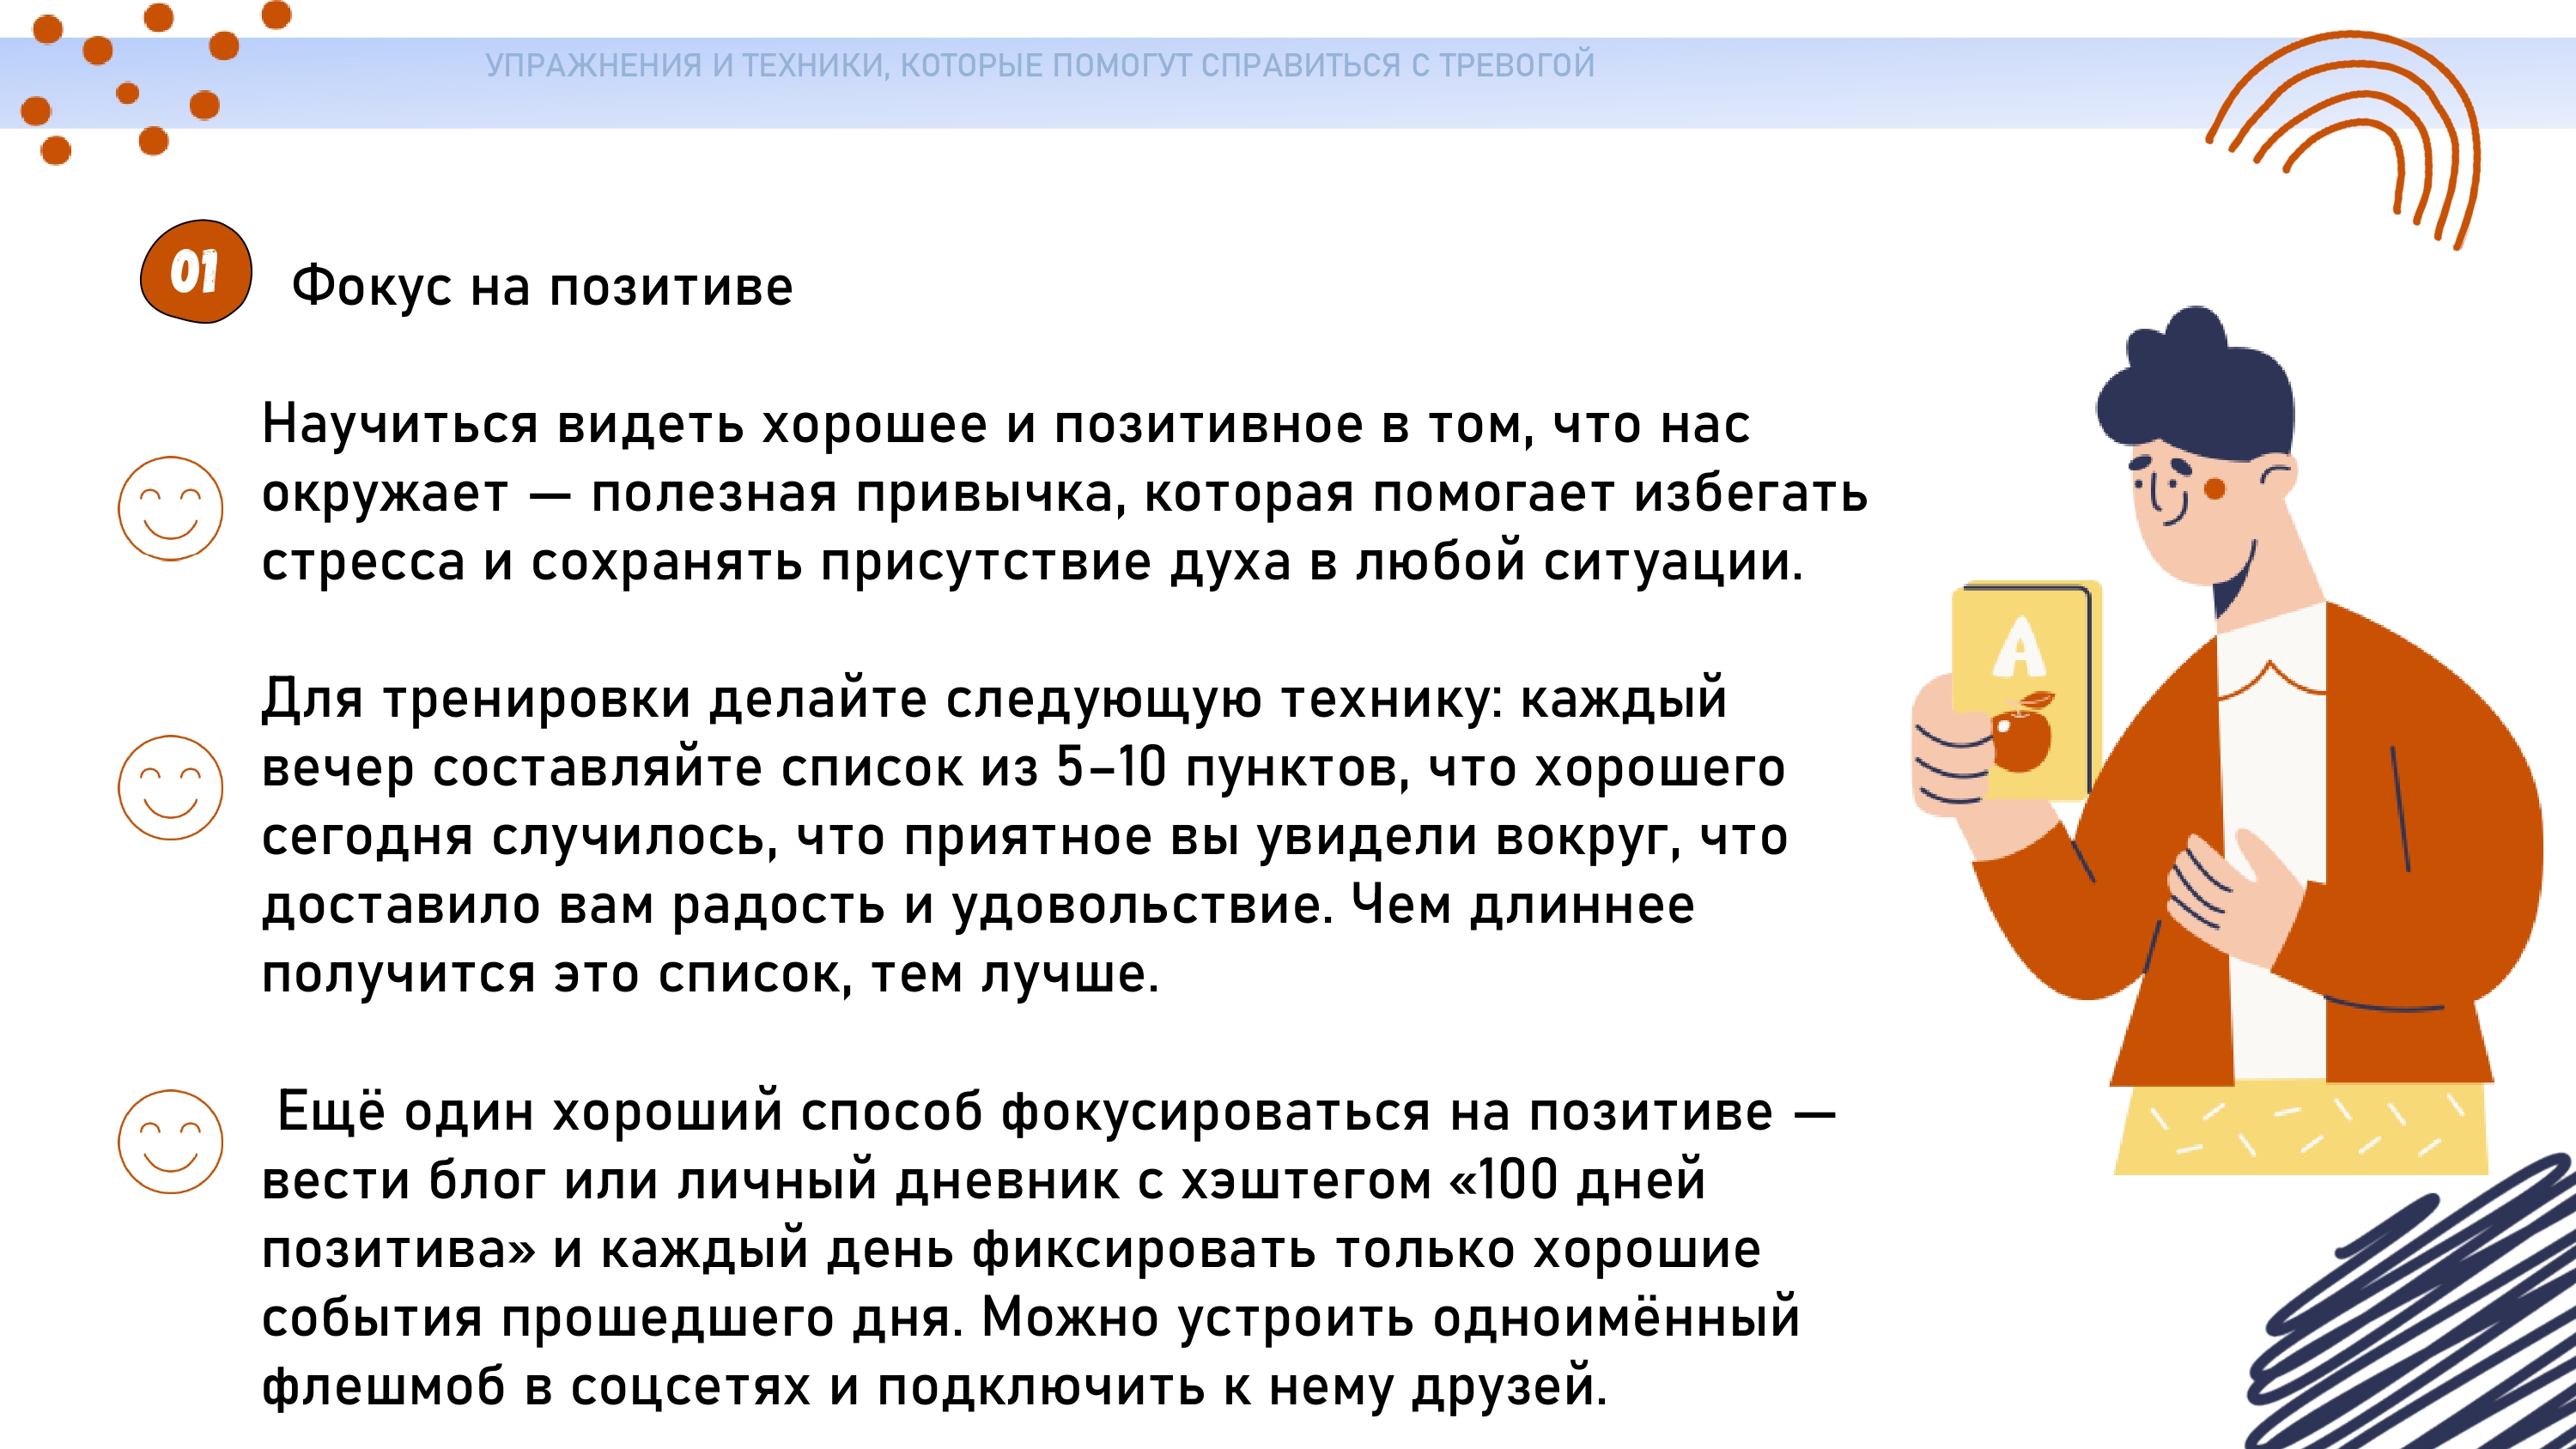 УПРАЖНЕНИЯ И ТЕХНИКИ, КОТОРЫЕ ПОМОГУТ СПРАВИТЬСЯ С ТРЕВОГОЙ
01
Фокус на позитиве
Научиться видеть хорошее и позитивное в том, что нас
окружает — полезная привычка, которая помогает избегать
стресса и сохранять присутствие духа в любой ситуации.
Для тренировки делайте следующую технику: каждый
вечер составляйте список из 5–10 пунктов, что хорошего
сегодня случилось, что приятное вы увидели вокруг, что
доставило вам радость и удовольствие. Чем длиннее
получится это список, тем лучше.
Ещё один хороший способ фокусироваться на позитиве —
вести блог или личный дневник с хэштегом «100 дней
позитива» и каждый день фиксировать только хорошие
события прошедшего дня. Можно устроить одноимённый
флешмоб в соцсетях и подключить к нему друзей.
A